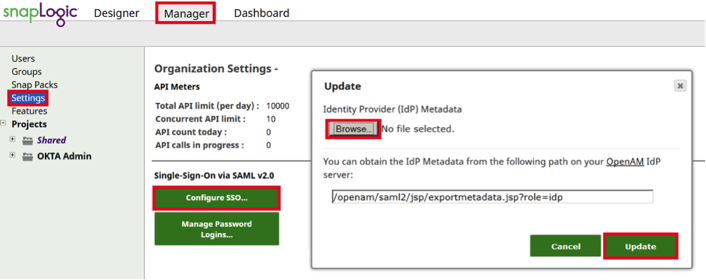 snapLogic
Designer
Manager
Dashboard
Users
Groups
Snap Packs
Settings
Features
Projects
Shared
OKTA Admin
Organization Settings -
API Meters
Total API limit (per day) : 10000
Concurrent API limit : 10
API count today : 0
API calls in progress : 0
Single-Sign-On via SAML v2.0
Configure SSO...
Manage Password
Logins...
Update
Identity Provider (IdP) Metadata
Browse... No file selected.
You can obtain the IdP Metadata from the following path on your OpenAM IdP
server:
/openam/saml2/jsp/exportmetadata.jsp?role=idp
Cancel
Update